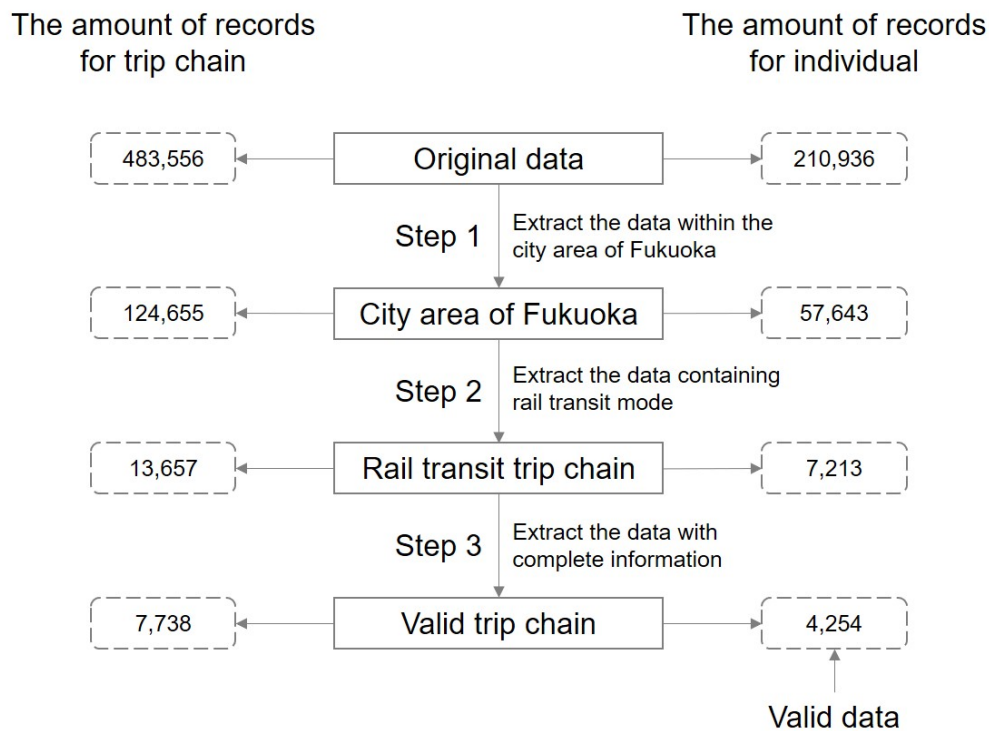 The amount of records
for trip chain
The amount of records
for individual
483,556
Original data
210,936
Step 1
Extract the data within the
city area of Fukuoka
124,655
City area of Fukuoka
57,643
Step 2
Extract the data containing
rail transit mode
13,657
Rail transit trip chain
7,213
Step 3
Extract the data with
complete information
7,738
Valid trip chain
4,254
Valid data